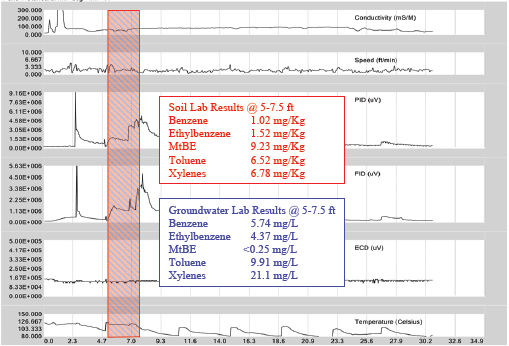 300.000
200.000
100.000
0.000
Conductivity (mS/M)
10.000
6.667
3.333
0.000
Speed (ft/min)
9.16E+006
7.63E+006
6.11E+006
4.58E+006
3.05E+006
1.53E+006
0.00E+000
PID (uV)
Soil Lab Results @ 5-7.5 ft
Benzene 1.02 mg/Kg
Ethylbenzene 1.52 mg/Kg
MtBE 9.23 mg/Kg
Toluene 6.52 mg/Kg
Xylenes 6.78 mg/Kg
5.63E+006
4.50E+006
3.38E+006
2.25E+006
1.13E+006
0.00E+000
FID (uV)
Groundwater Lab Results @ 5-7.5 ft
Benzene 5.74 mg/L
Ethylbenzene 4.37 mg/L
MtBE <0.25 mg/L
Toluene 9.91 mg/L
Xylenes 21.1 mg/L
5.00E+005
4.17E+005
3.33E+005
2.50E+005
1.67E+005
8.33E+004
0.00E+000
ECD (uV)
150.000
126.667
103.333
80.000
Temperature (Celsius)
0.0 2.3 4.7 7.0 9.3 11.6 14.0 16.3 18.6 20.9 23.3 25.6 27.9 30.2 32.6 34.9